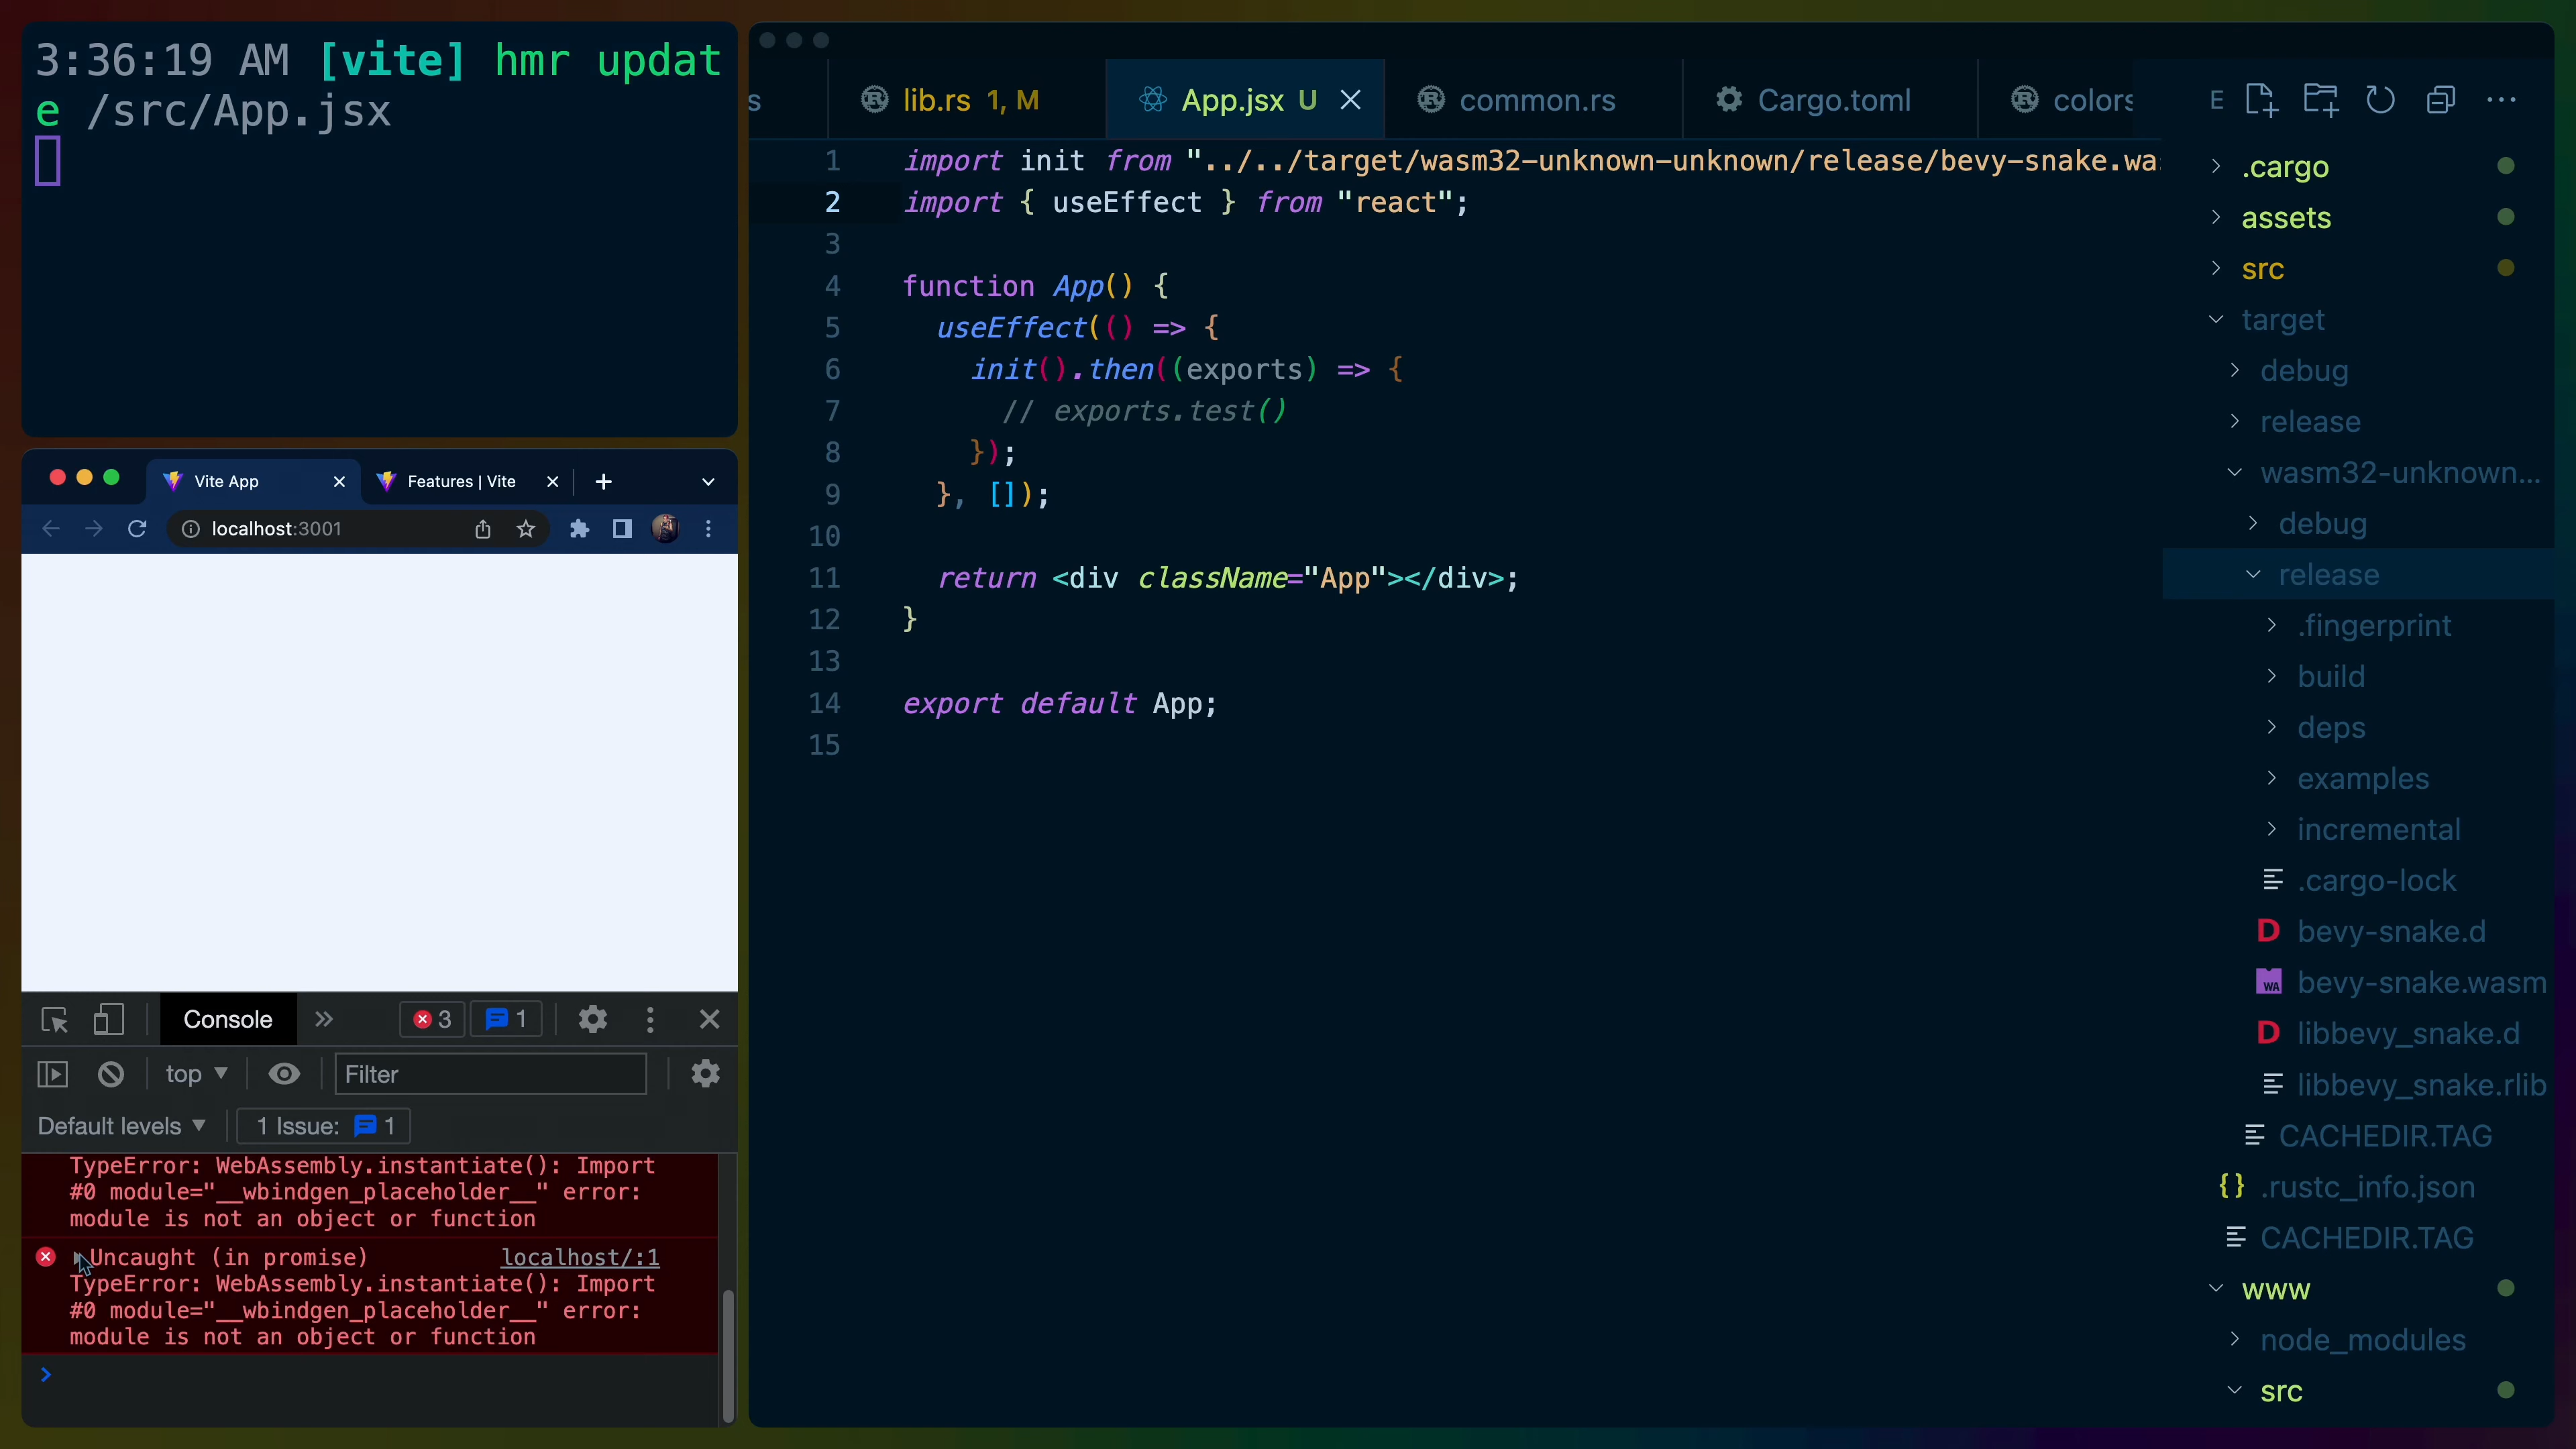 3:36:19 AM [vite] hmr updat
e /src/App.jsx
Vite App
Features | Vite
localhost:3001
Console
3
1
top
Filter
Default levels
1 Issue: 1
TypeError: WebAssembly.instantiate(): Import
#0 module="__wbindgen_placeholder__" error:
module is not an object or function
Uncaught (in promise) localhost/:1
TypeError: WebAssembly.instantiate(): Import
#0 module="__wbindgen_placeholder__" error:
module is not an object or function
>
s
lib.rs 1, M
App.jsx U
common.rs
Cargo.toml
colors
1 import init from "../../target/wasm32-unknown-unknown/release/bevy-snake.wa
2 import { useEffect } from "react";
3
4 function App() {
5 useEffect(() => {
6 init().then((exports) => {
7 // exports.test()
8 });
9 }, []);
10
11 return <div className="App"></div>;
12 }
13
14 export default App;
15
E
.cargo
assets
src
target
debug
release
wasm32-unknown...
debug
release
.fingerprint
build
deps
examples
incremental
.cargo-lock
D bevy-snake.d
WA bevy-snake.wasm
D libbevy_snake.d
libbevy_snake.rlib
CACHEDIR.TAG
{} .rustc_info.json
CACHEDIR.TAG
www
node_modules
src